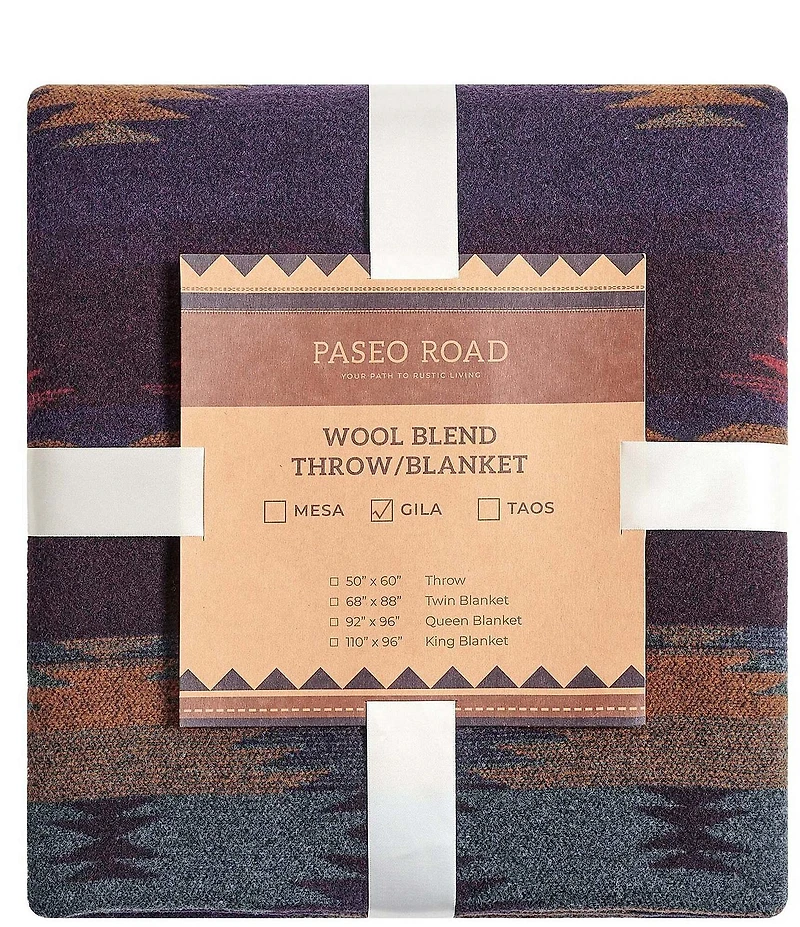 PASEO ROAD
YOUR PATH TO RUSTIC LIVING
WOOL BLEND
THROW/BLANKET
MESA GILA TAOS
50” x 60” Throw
68” x 88” Twin Blanket
92” x 96” Queen Blanket
110” x 96” King Blanket